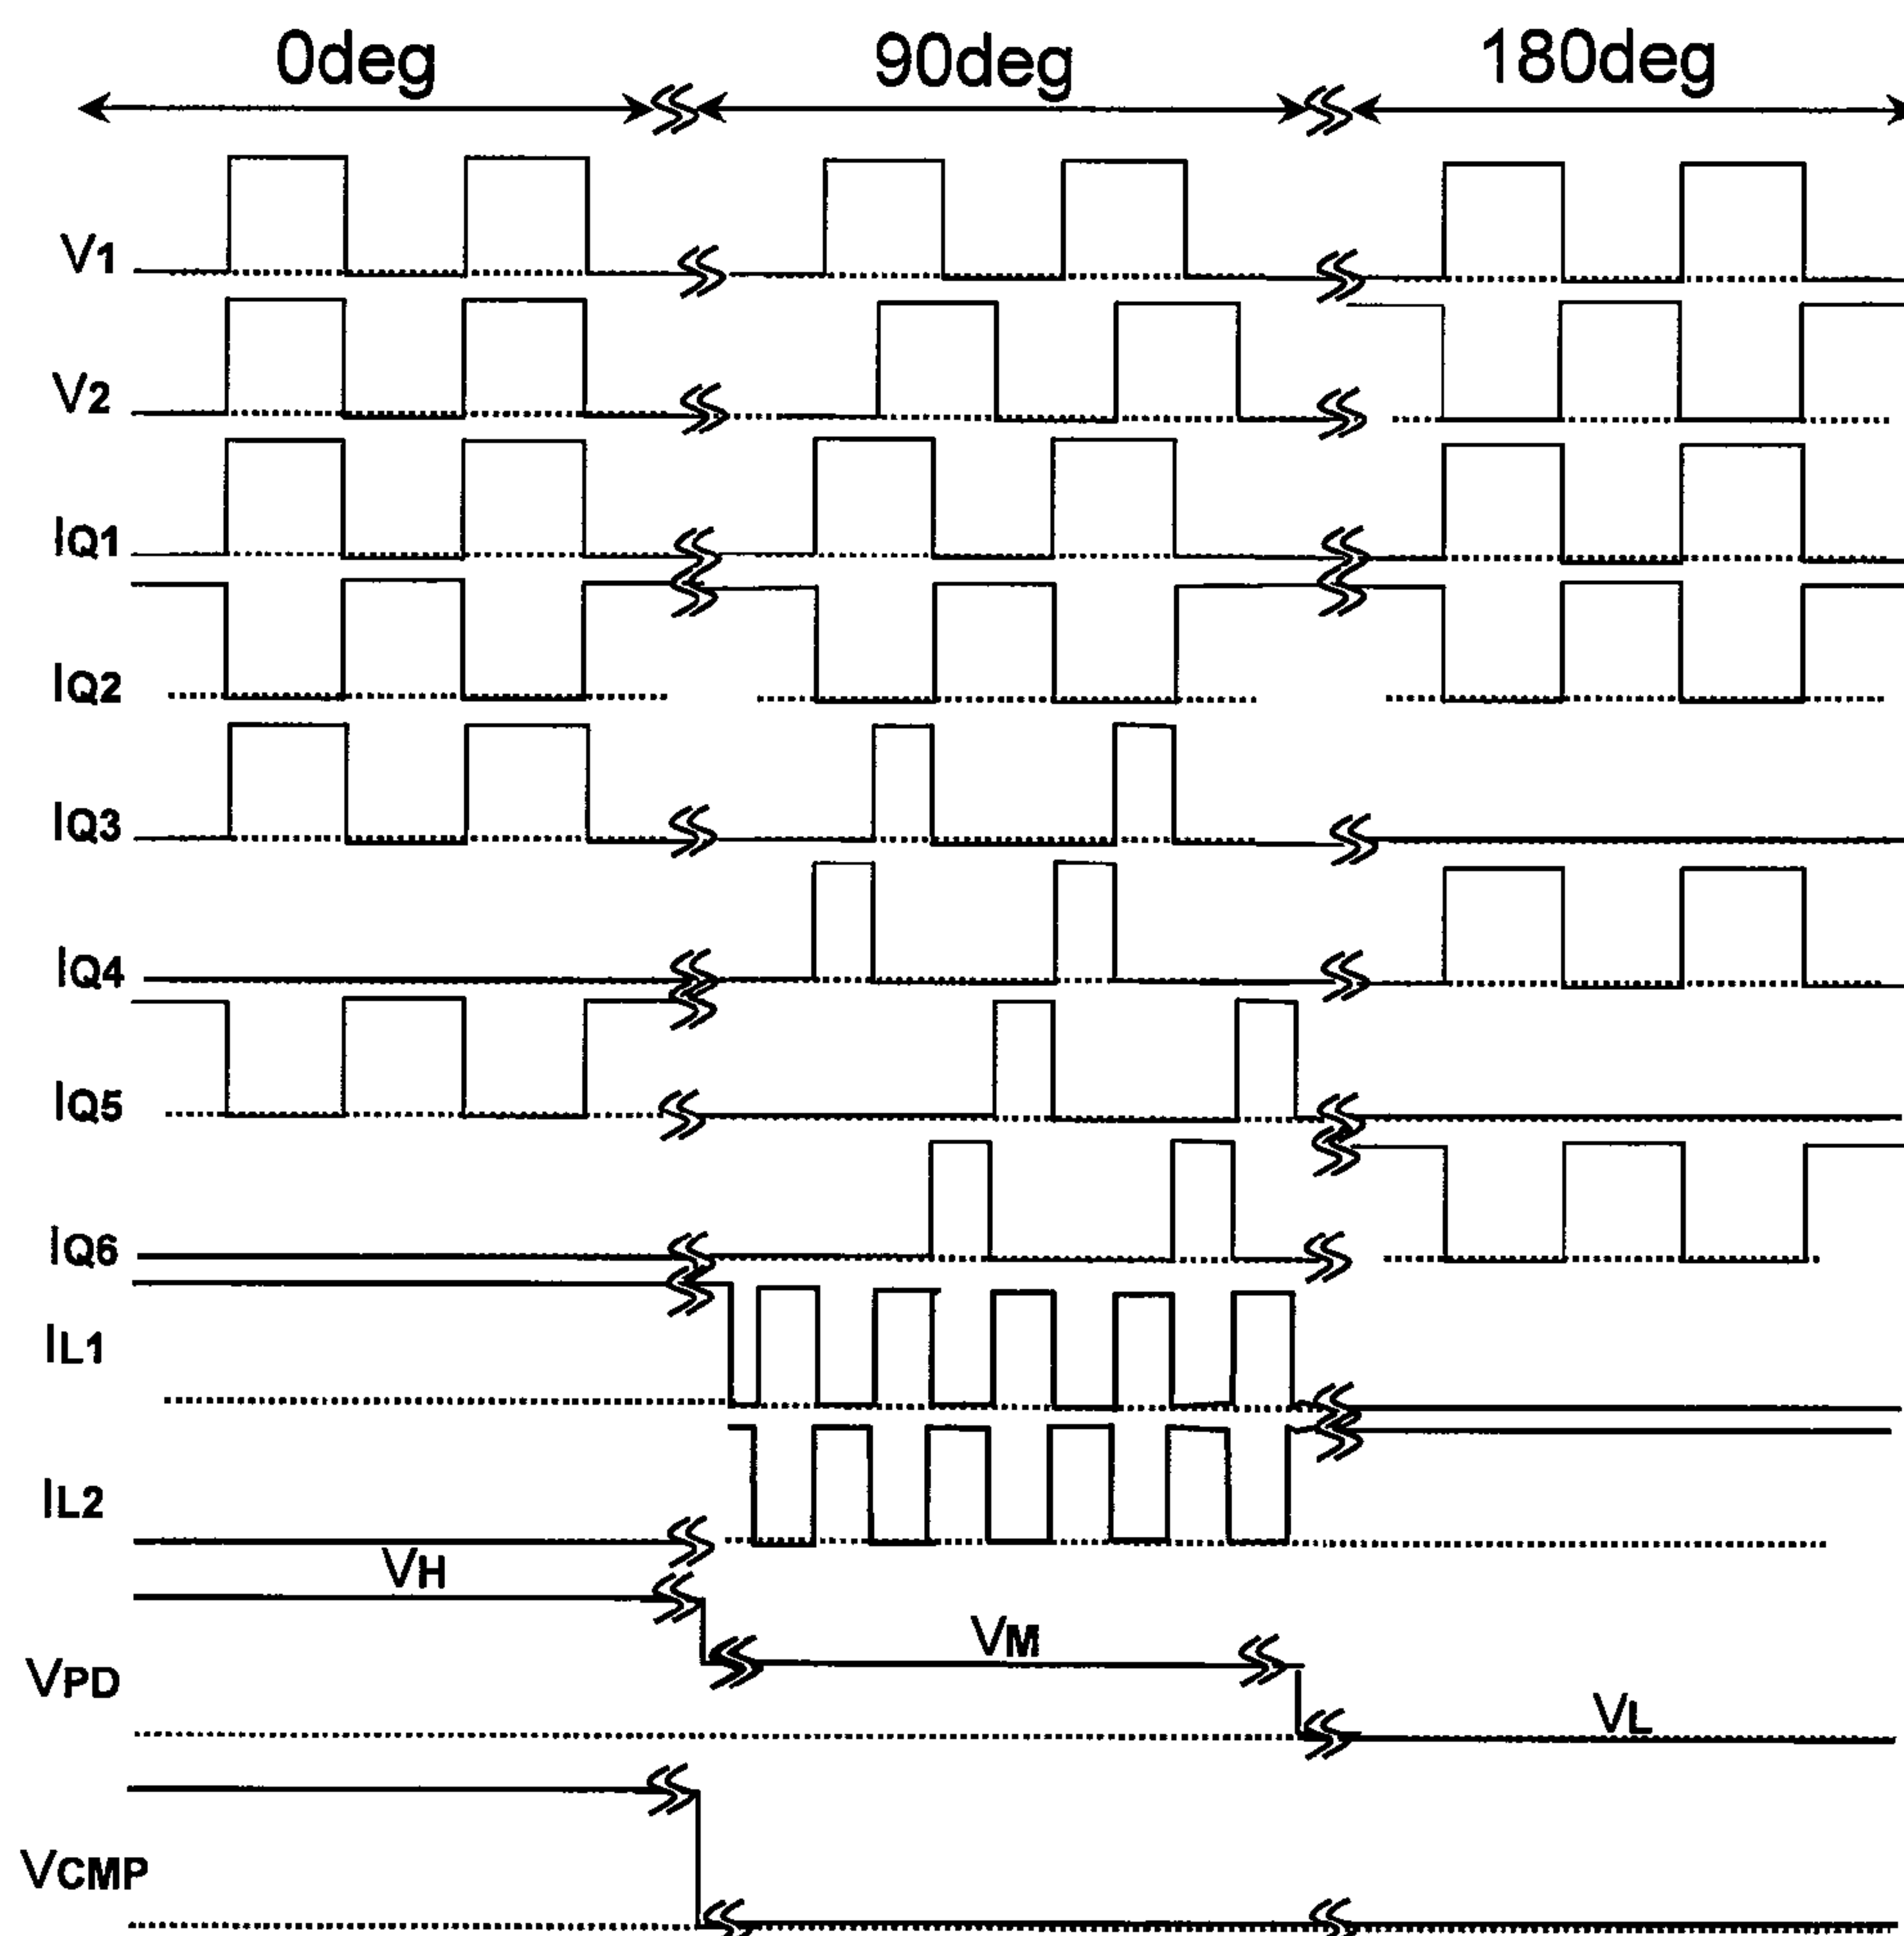 0deg 90deg 180deg
V1
V2
IQ1
IQ2
IQ3
IQ4
IQ5
IQ6
IL1
IL2
VH
VM
VPD
VL
VCMP